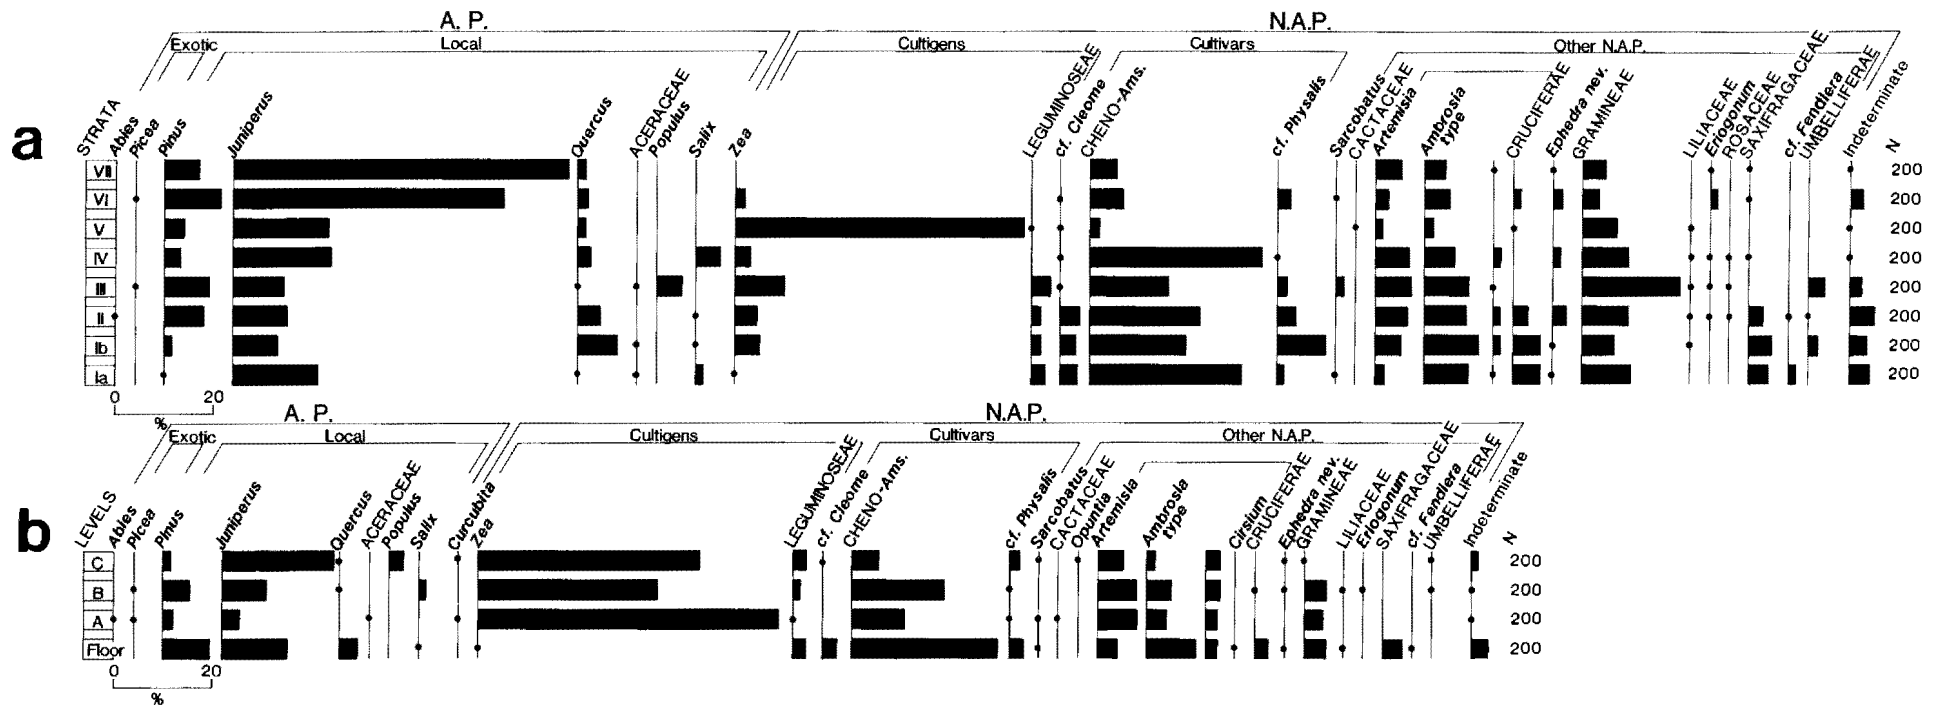 a
A. P.
N.A.P.
Exotic
Local
Cultigens
Cultivars
Other N.A.P.
STRATA
Abies
Picea
Pinus
Juniperus
Quercus
ACERACEAE
Populus
Salix
Zea
LEGUMINOSEAE
cf. Cleome
CHENO-Ams.
cf. Physalis
Sarcobatus
CACTACEAE
Artemisia
Ambrosia type
CRUCIFERAE
Ephedra nev.
GRAMINEAE
LILIACEAE
Eriogonum
ROSACEAE
SAXIFRAGACEAE
cf. Fendlera
UMBELLIFERAE
Indeterminate
N
VII 200
VI 200
V 200
IV 200
III 200
II 200
Ib 200
Ia 200
0 20
%
b
A. P.
N.A.P.
Exotic
Local
Cultigens
Cultivars
Other N.A.P.
LEVELS
Abies
Picea
Pinus
Juniperus
Quercus
ACERACEAE
Populus
Salix
Curcubita
Zea
LEGUMINOSEAE
cf. Cleome
CHENO-Ams.
cf. Physalis
Sarcobatus
CACTACEAE
Opuntia
Artemisia
Ambrosia type
Cirsium
CRUCIFERAE
Ephedra nev.
GRAMINEAE
LILIACEAE
Eriogonum
SAXIFRAGACEAE
cf. Fendlera
UMBELLIFERAE
Indeterminate
N
C 200
B 200
A 200
Floor 200
0 20
%